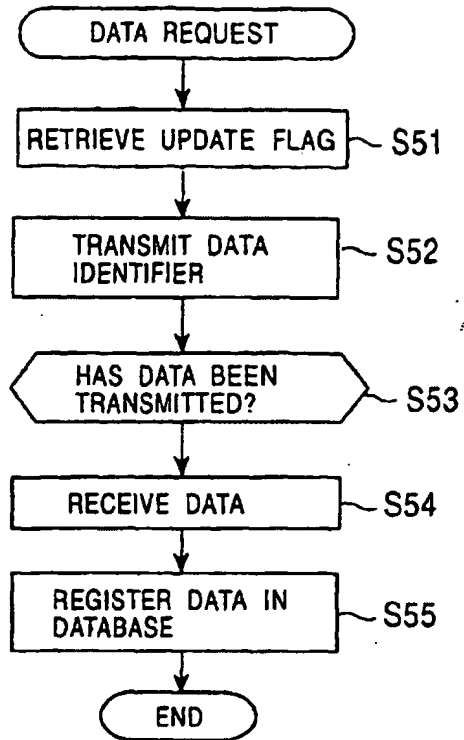 DATA REQUEST
RETRIEVE UPDATE FLAG
S51
TRANSMIT DATA
IDENTIFIER
S52
HAS DATA BEEN
TRANSMITTED?
S53
RECEIVE DATA
S54
REGISTER DATA IN
DATABASE
S55
END